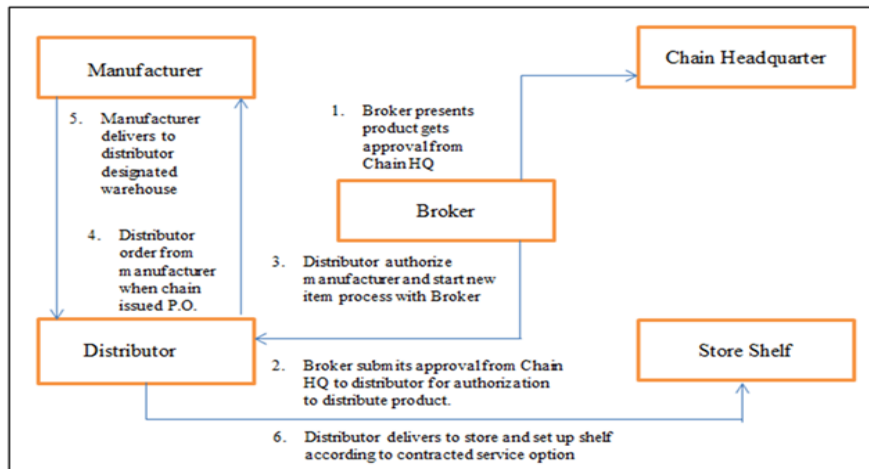 Manufacturer
Chain Headquarter
5. Manufacturer
delivers to
distributor
designated
warehouse
1. Broker presents
product gets
approval from
Chain HQ
Broker
4. Distributor
order from
manufacturer
when chain
issued P.O.
3. Distributor authorize
manufacturer and start new
item process with Broker
Distributor
Store Shelf
2. Broker submits approval from Chain
HQ to distributor for authorization
to distribute product.
6. Distributor delivers to store and set up shelf
according to contracted service option